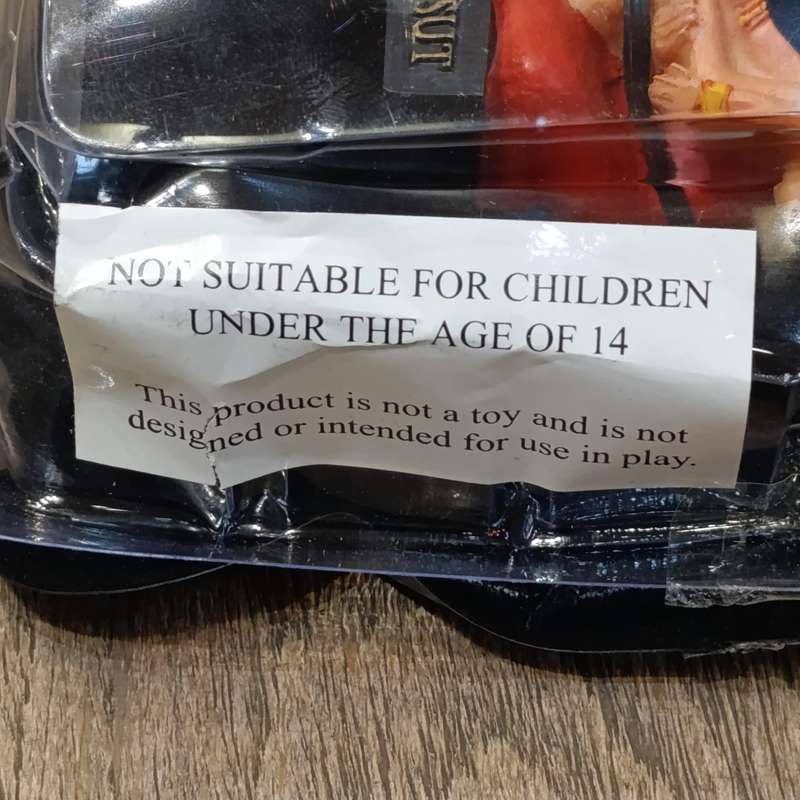 SUT
NOT SUITABLE FOR CHILDREN
UNDER THE AGE OF 14
This product is not a toy and is not
designed or intended for use in play.